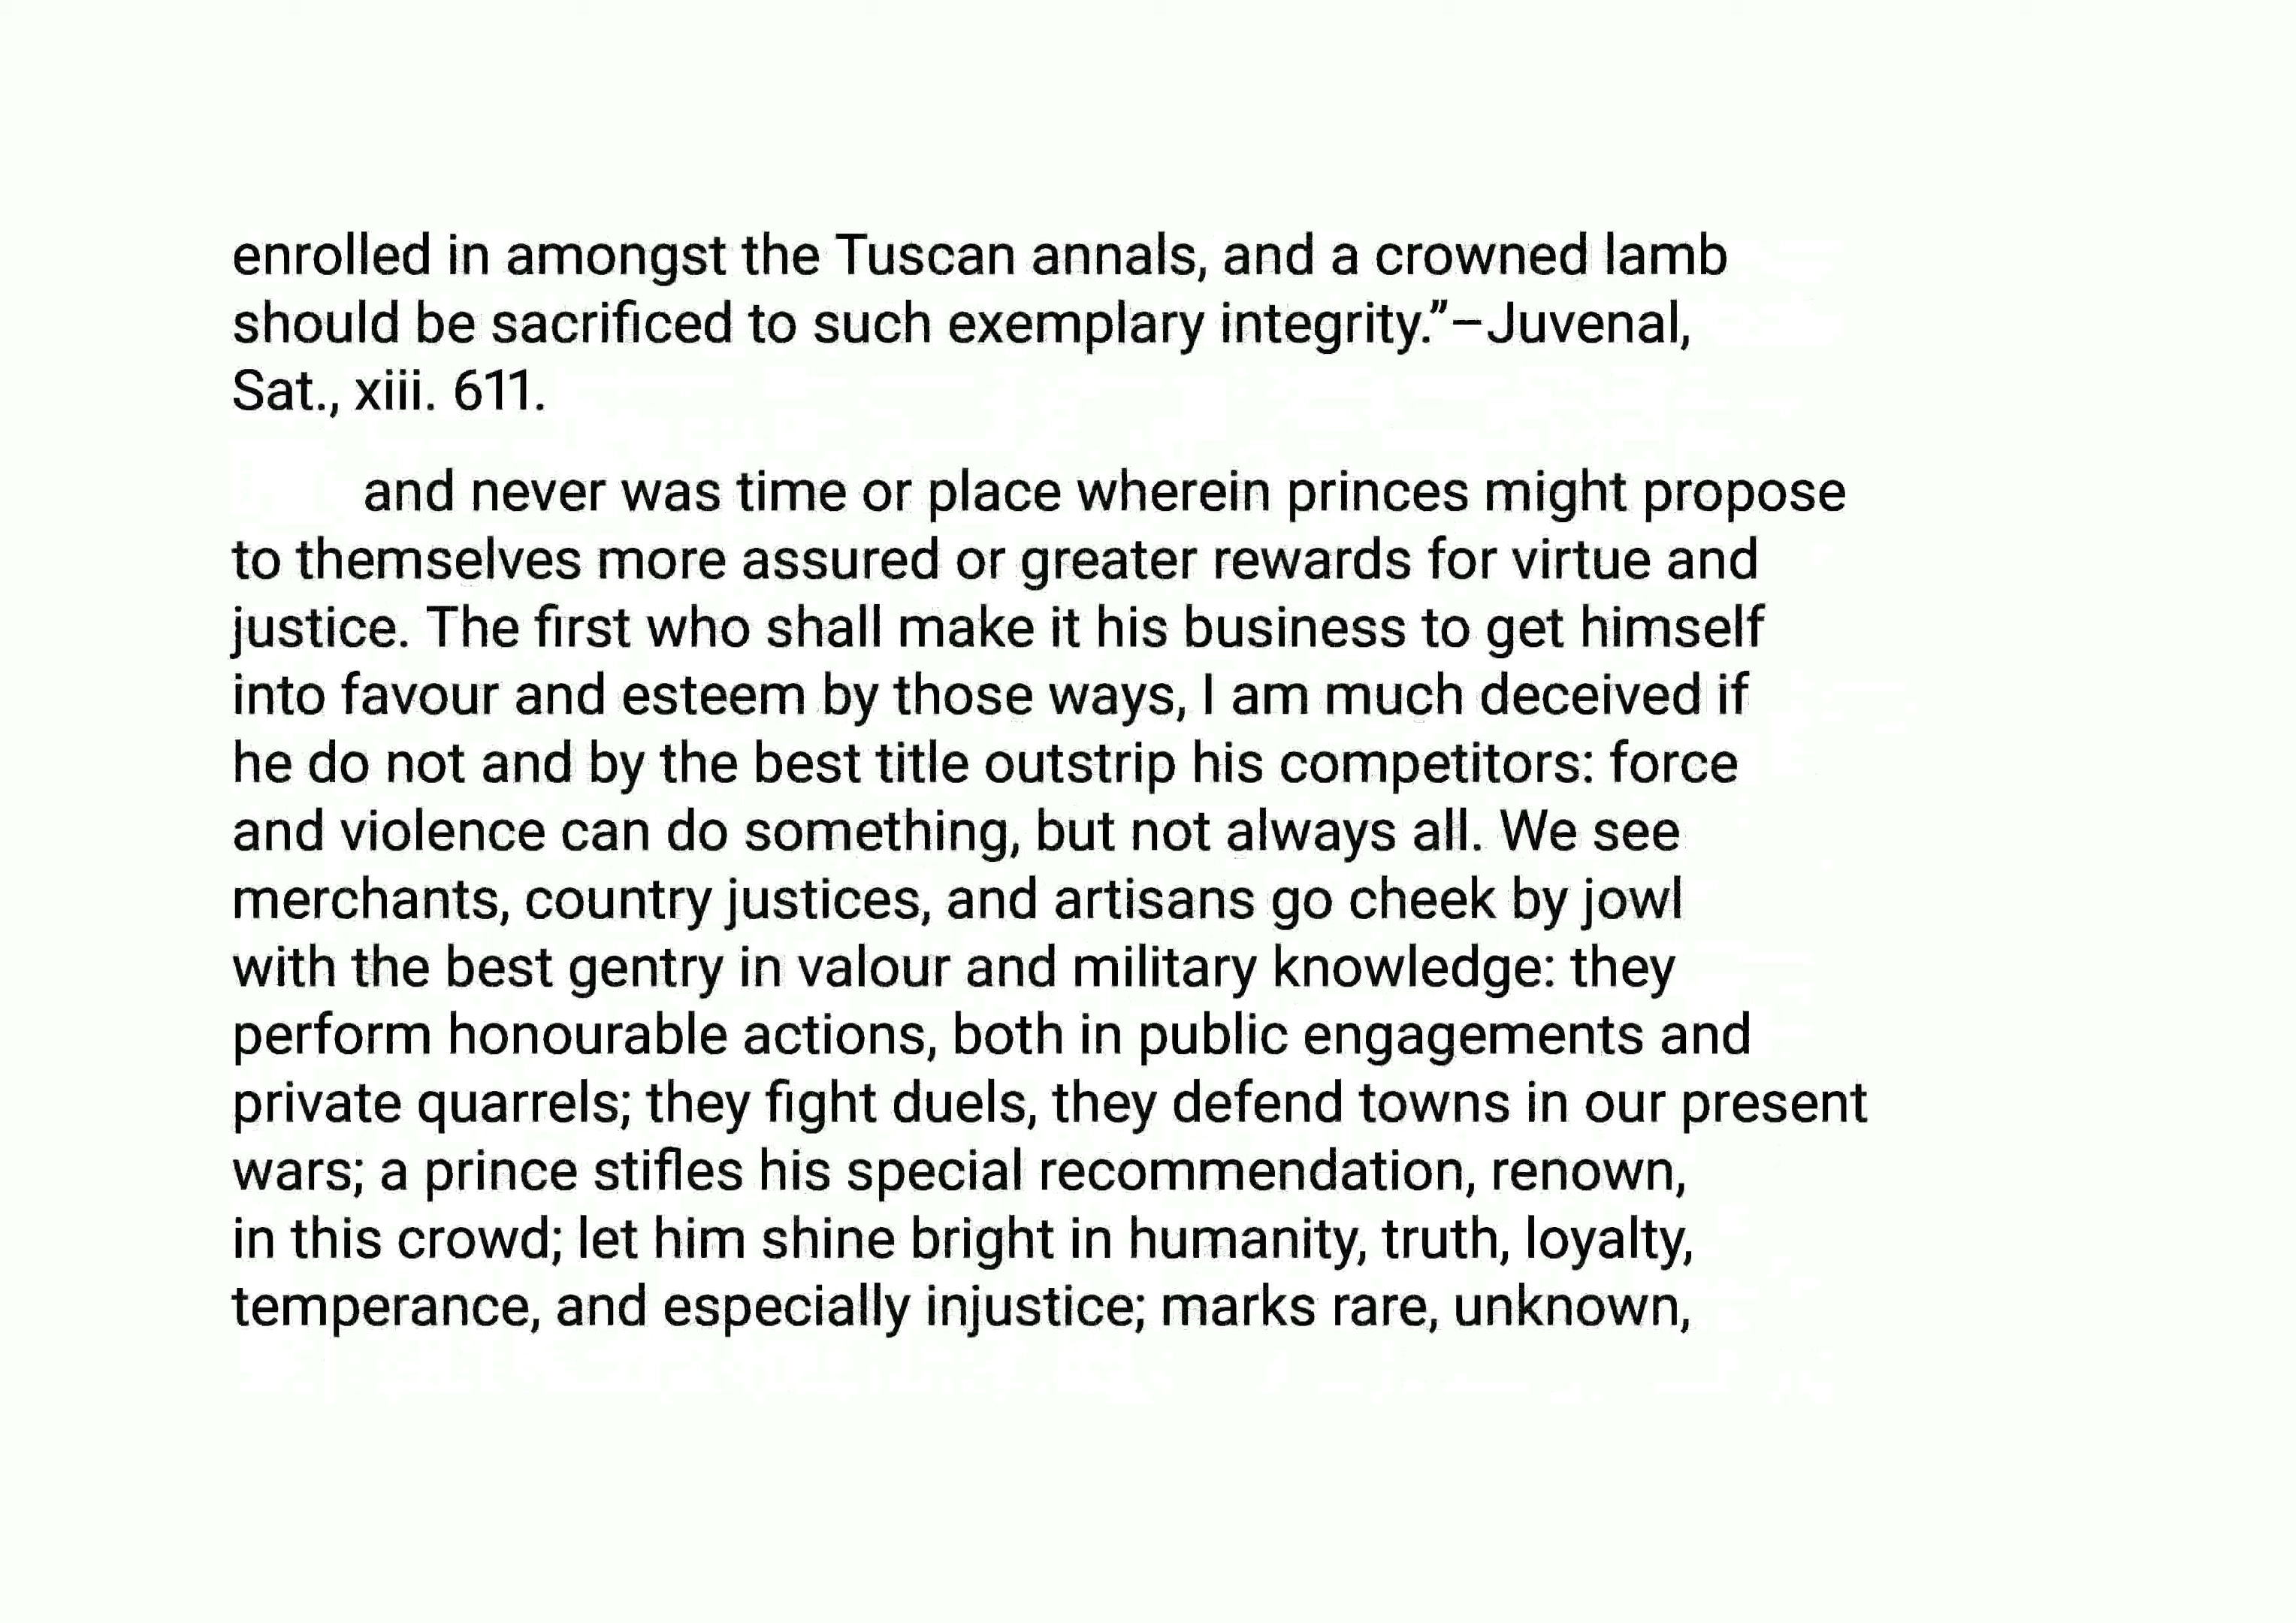 enrolled in amongst the Tuscan annals, and a crowned lamb
should be sacrificed to such exemplary integrity.”–Juvenal,
Sat., xiii. 611.
and never was time or place wherein princes might propose
to themselves more assured or greater rewards for virtue and
justice. The first who shall make it his business to get himself
into favour and esteem by those ways, I am much deceived if
he do not and by the best title outstrip his competitors: force
and violence can do something, but not always all. We see
merchants, country justices, and artisans go cheek by jowl
with the best gentry in valour and military knowledge: they
perform honourable actions, both in public engagements and
private quarrels; they fight duels, they defend towns in our present
wars; a prince stifles his special recommendation, renown,
in this crowd; let him shine bright in humanity, truth, loyalty,
temperance, and especially injustice; marks rare, unknown,